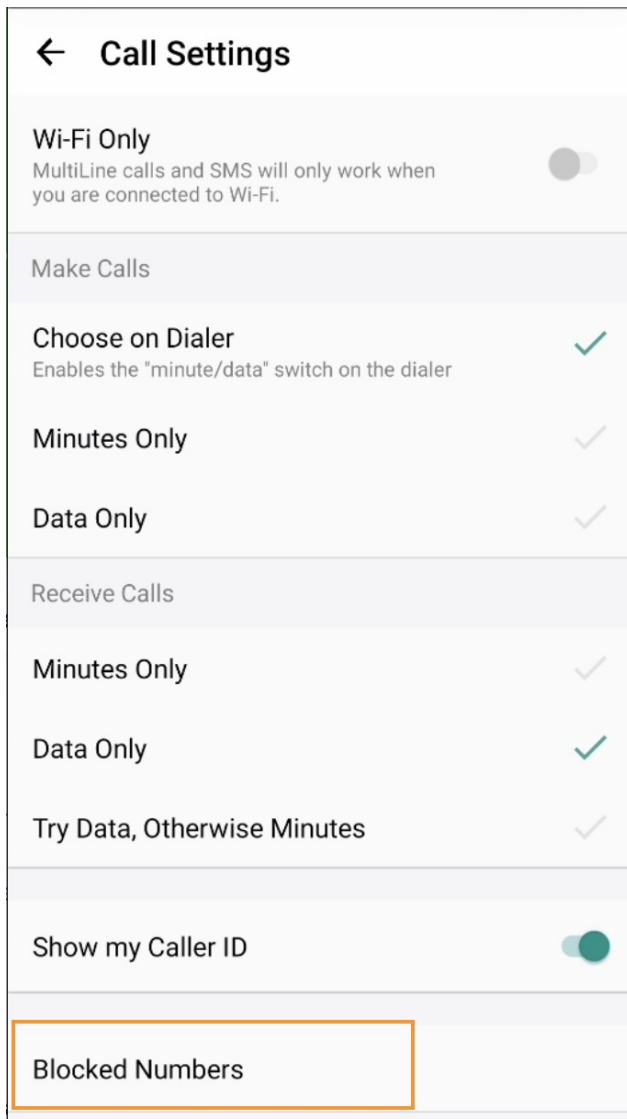 Call Settings
Wi-Fi Only
MultiLine calls and SMS will only work when
you are connected to Wi-Fi.
Make Calls
Choose on Dialer
Enables the "minute/data" switch on the dialer
Minutes Only
Data Only
Receive Calls
Minutes Only
Data Only
Try Data, Otherwise Minutes
Show my Caller ID
Blocked Numbers